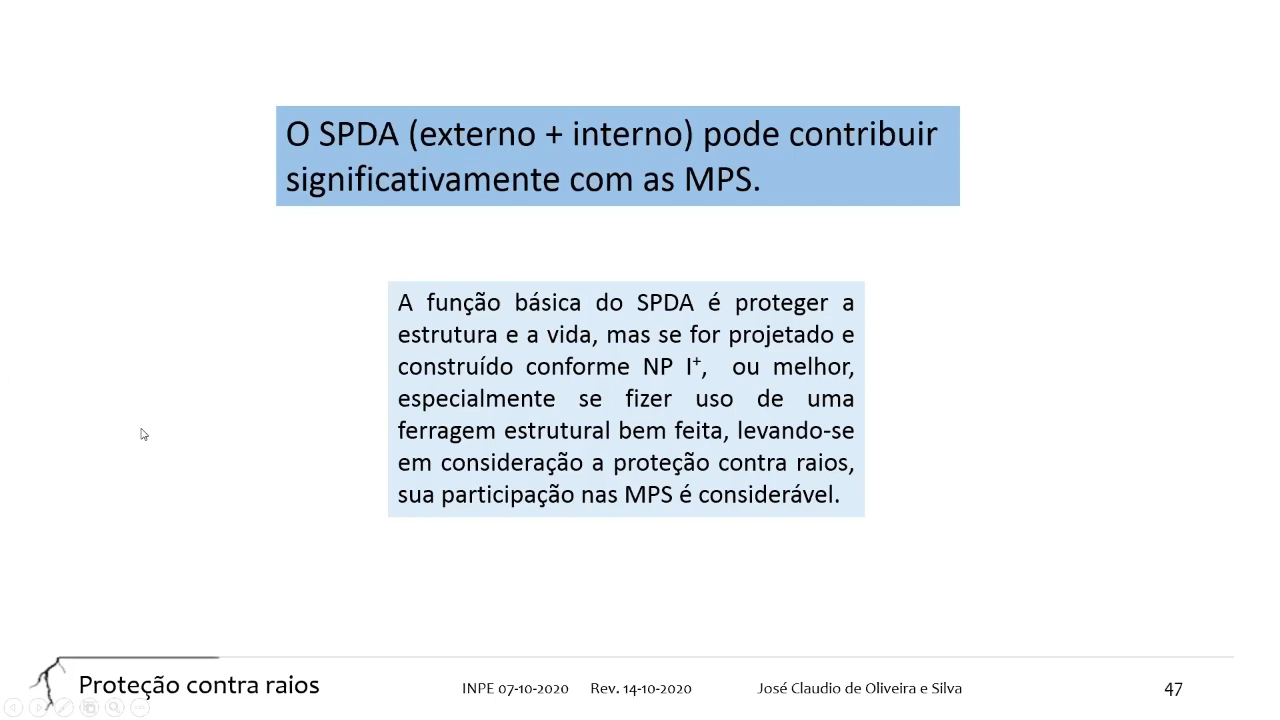 O SPDA (externo + interno) pode contribuir
significativamente com as MPS.
A função básica do SPDA é proteger a
estrutura e a vida, mas se for projetado e
construído conforme NP I⁺, ou melhor,
especialmente se fizer uso de uma
ferragem estrutural bem feita, levando-se
em consideração a proteção contra raios,
sua participação nas MPS é considerável.
Proteção contra raios
INPE 07-10-2020 Rev. 14-10-2020 José Claudio de Oliveira e Silva 47